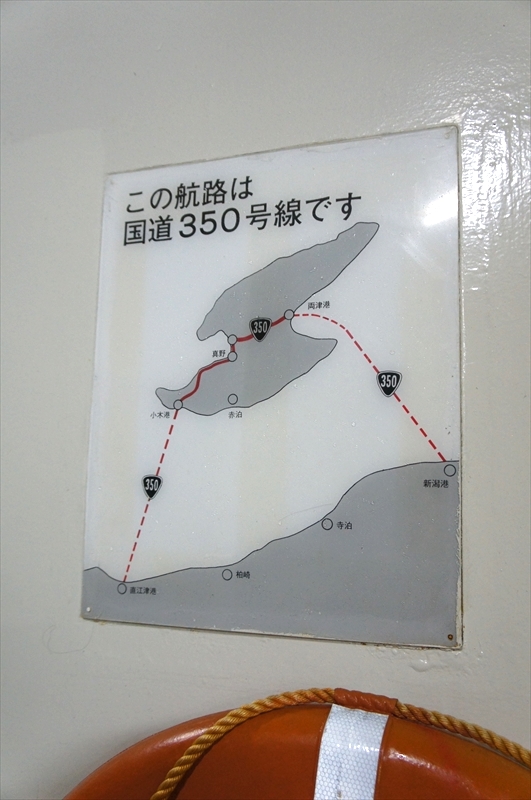 この航路は
国道350号線です
両津港
350
真野
350
小木港
赤泊
350
新潟港
寺泊
柏崎
直江津港